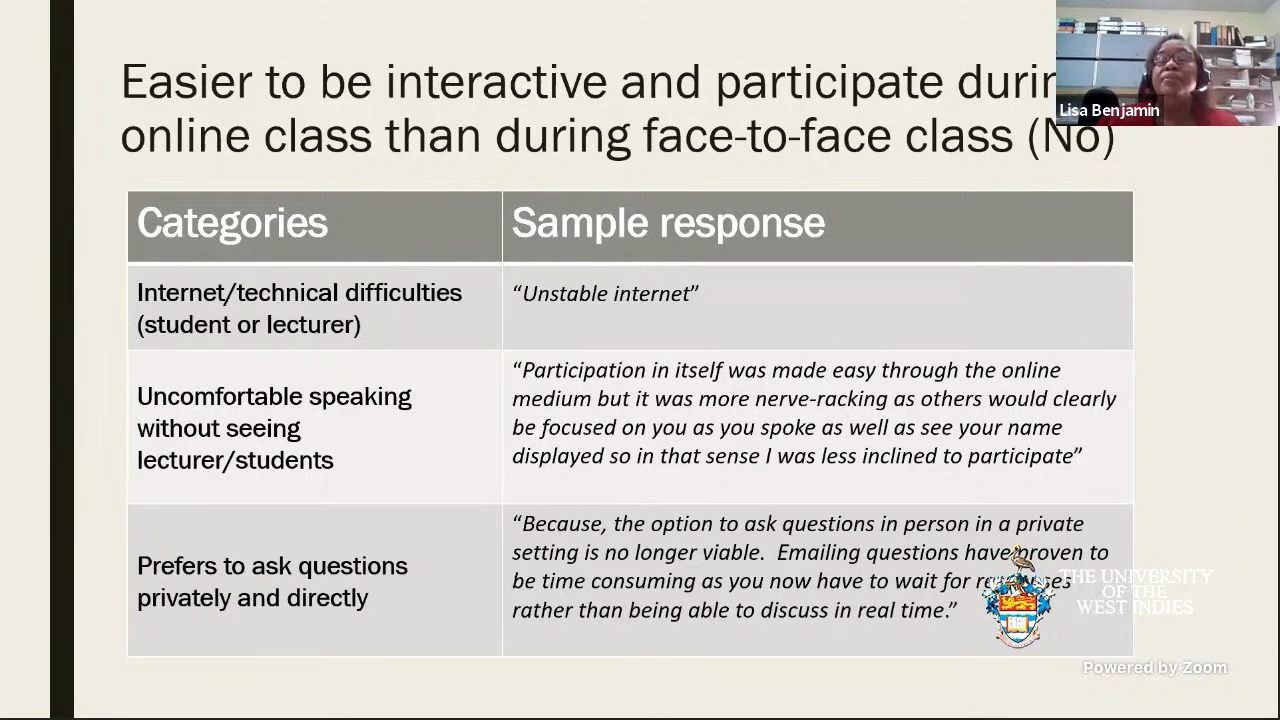 Easier to be interactive and participate durin
online class than during face-to-face class (No)
Lisa Benjamin
Categories
Sample response
Internet/technical difficulties
(student or lecturer)
“Unstable internet”
Uncomfortable speaking
without seeing
lecturer/students
“Participation in itself was made easy through the online
medium but it was more nerve-racking as others would clearly
be focused on you as you spoke as well as see your name
displayed so in that sense I was less inclined to participate”
Prefers to ask questions
privately and directly
“Because, the option to ask questions in person in a private
setting is no longer viable.  Emailing questions have proven to
be time consuming as you now have to wait for
rather than being able to discuss in real time.”
THE UNIVERSITY
OF THE
WEST INDIES
Powered by Zoom